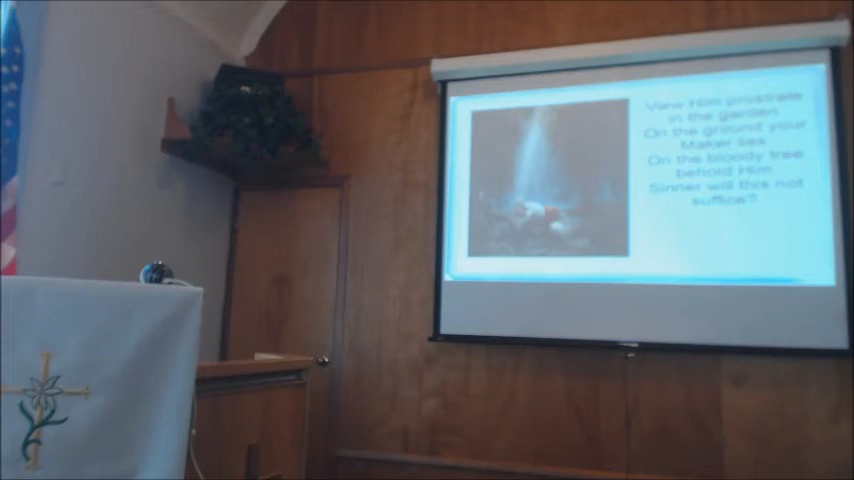 View Him prostrate
in the garden
On the ground your
Maker lies
On the bloody tree
behold Him
Sinner will this not
suffice?